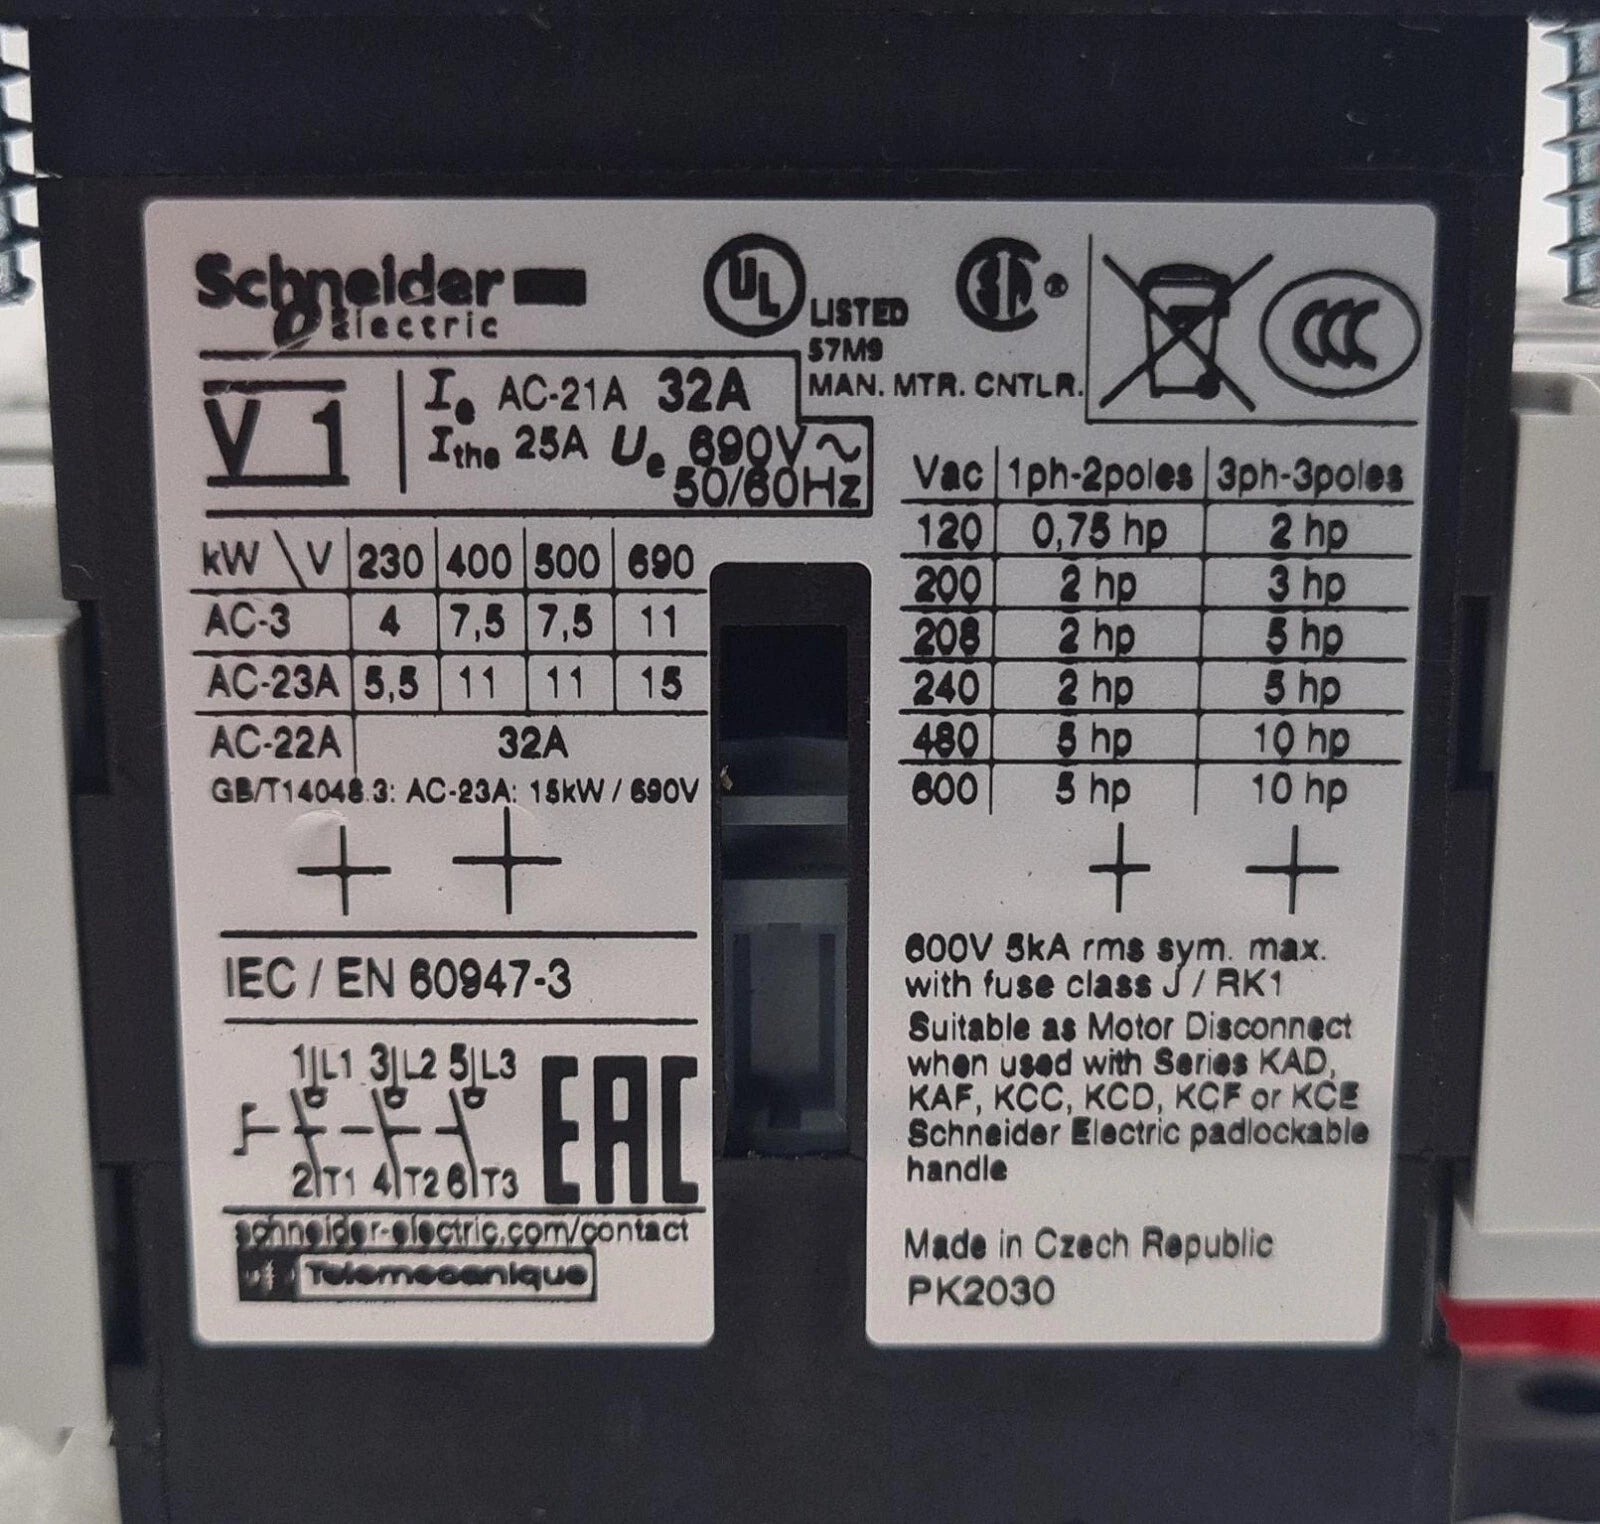 Schneider
Electric
UL LISTED
57M9
MAN. MTR. CNTLR.
CCC
V 1
Ie AC-21A 32A
Ithe 25A Ue 690V~
50/60Hz
kW \ V 230 400 500 690
AC-3 4 7,5 7,5 11
AC-23A 5,5 11 11 15
AC-22A 32A
GB/T14048.3: AC-23A: 15kW / 690V
IEC / EN 60947-3
1 L1 3 L2 5 L3
2 T1 4 T2 6 T3
EAC
schneider-electric.com/contact
Telemecanique
Vac 1ph-2poles 3ph-3poles
120 0,75 hp 2 hp
200 2 hp 3 hp
208 2 hp 5 hp
240 2 hp 5 hp
480 5 hp 10 hp
600 5 hp 10 hp
600V 5kA rms sym. max.
with fuse class J / RK1
Suitable as Motor Disconnect
when used with Series KAD,
KAF, KCC, KCD, KCF or KCE
Schneider Electric padlockable
handle
Made in Czech Republic
PK2030